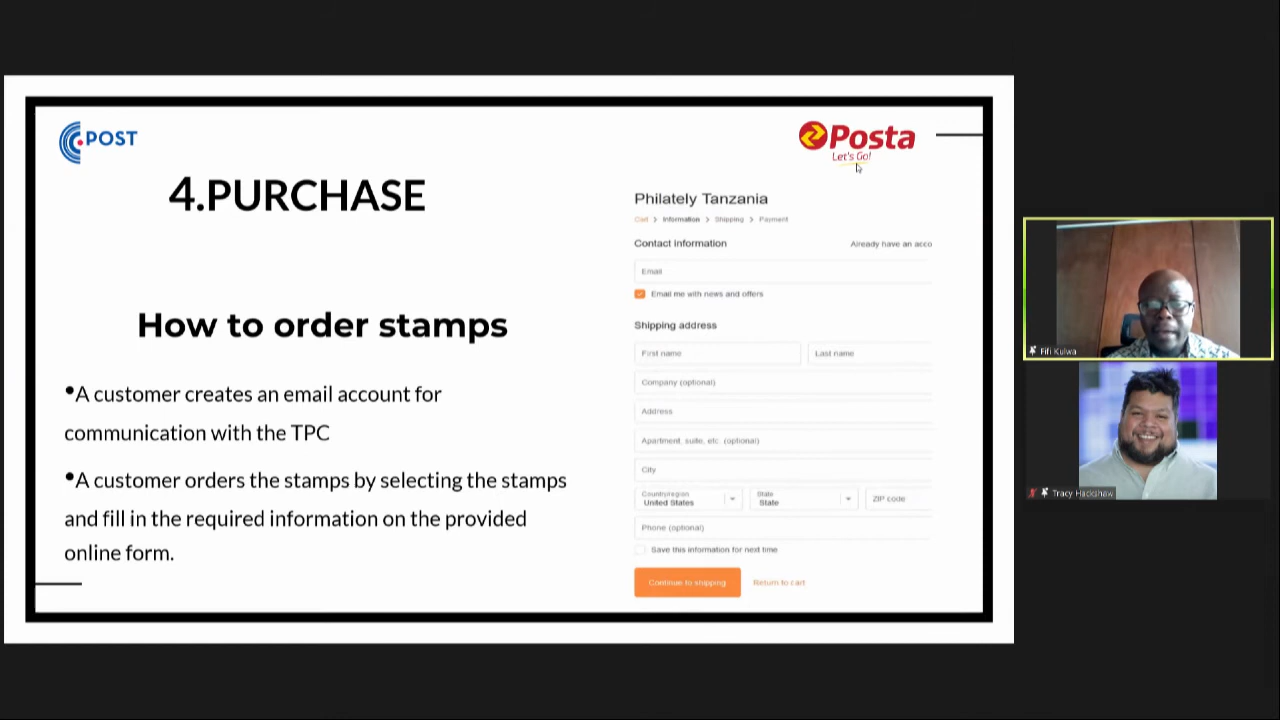 POST
Posta
Let's Go!
4.PURCHASE
How to order stamps
•A customer creates an email account for
communication with the TPC
•A customer orders the stamps by selecting the stamps
and fill in the required information on the provided
online form.
Philately Tanzania
Cart > Information > Shipping > Payment
Contact information
Already have an acco
Email
Email me with news and offers
Shipping address
First name
Last name
Company (optional)
Address
Apartment, suite, etc. (optional)
City
Country/region
United States
State
State
ZIP code
Phone (optional)
Save this information for next time
Continue to shipping
Return to cart
Fifi Kulwa
Tracy Hackshaw